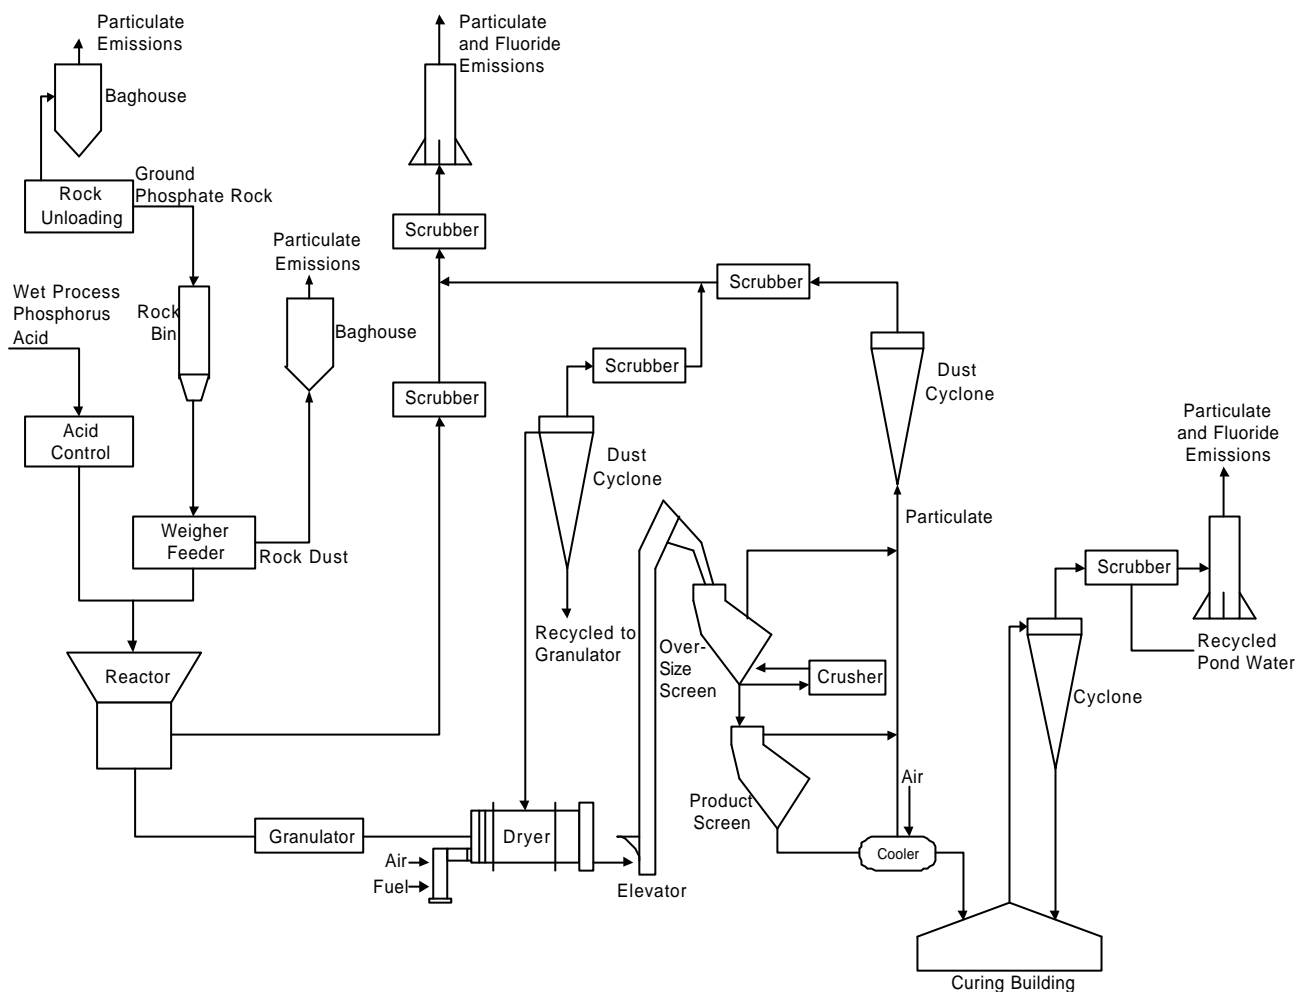 Particulate
Emissions
Baghouse
Particulate
and Fluoride
Emissions
Rock
Unloading
Ground
Phosphate Rock
Scrubber
Particulate
Emissions
Wet Process
Phosphorus
Acid
Rock
Bin
Baghouse
Scrubber
Scrubber
Dust
Cyclone
Scrubber
Acid
Control
Dust
Cyclone
Particulate
and Fluoride
Emissions
Weigher
Feeder
Rock Dust
Particulate
Scrubber
Recycled
Pond Water
Recycled to
Granulator
Over-
Size Screen
Crusher
Reactor
Cyclone
Product
Screen
Air
Granulator
Dryer
Cooler
Air
Fuel
Elevator
Curing Building